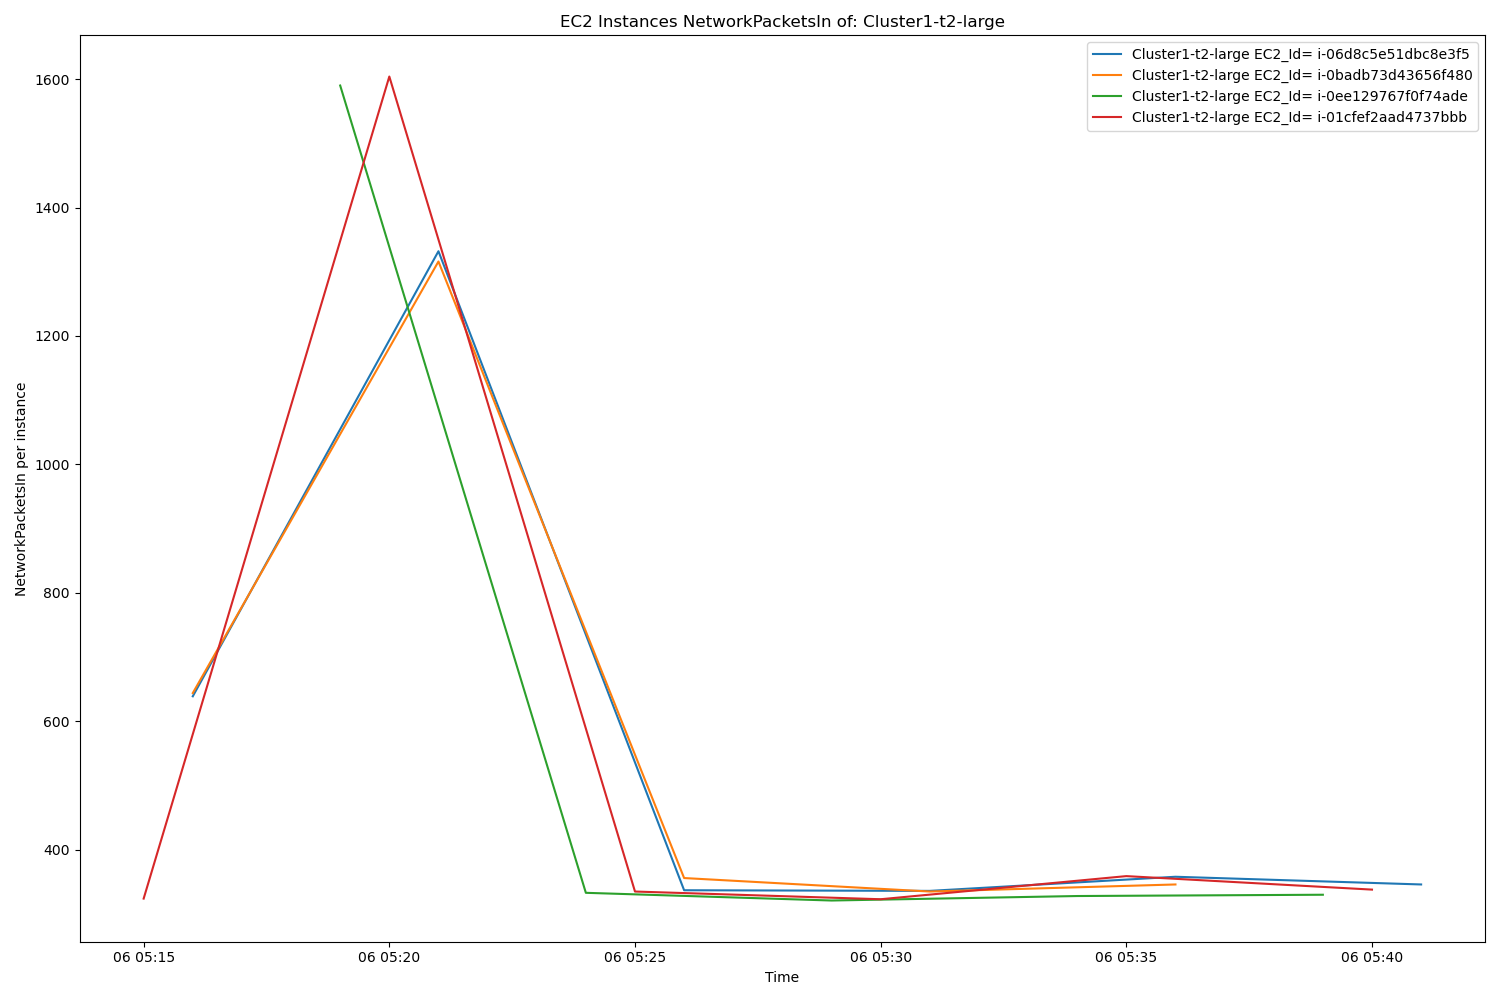 EC2 Instances NetworkPacketsIn of: Cluster1-t2-large
Cluster1-t2-large EC2_Id= i-06d8c5e51dbc8e3f5
Cluster1-t2-large EC2_Id= i-0badb73d43656f480
Cluster1-t2-large EC2_Id= i-0ee129767f0f74ade
Cluster1-t2-large EC2_Id= i-01cfef2aad4737bbb
NetworkPacketsIn per instance
1600
1400
1200
1000
800
600
400
06 05:15
06 05:20
06 05:25
06 05:30
06 05:35
06 05:40
Time